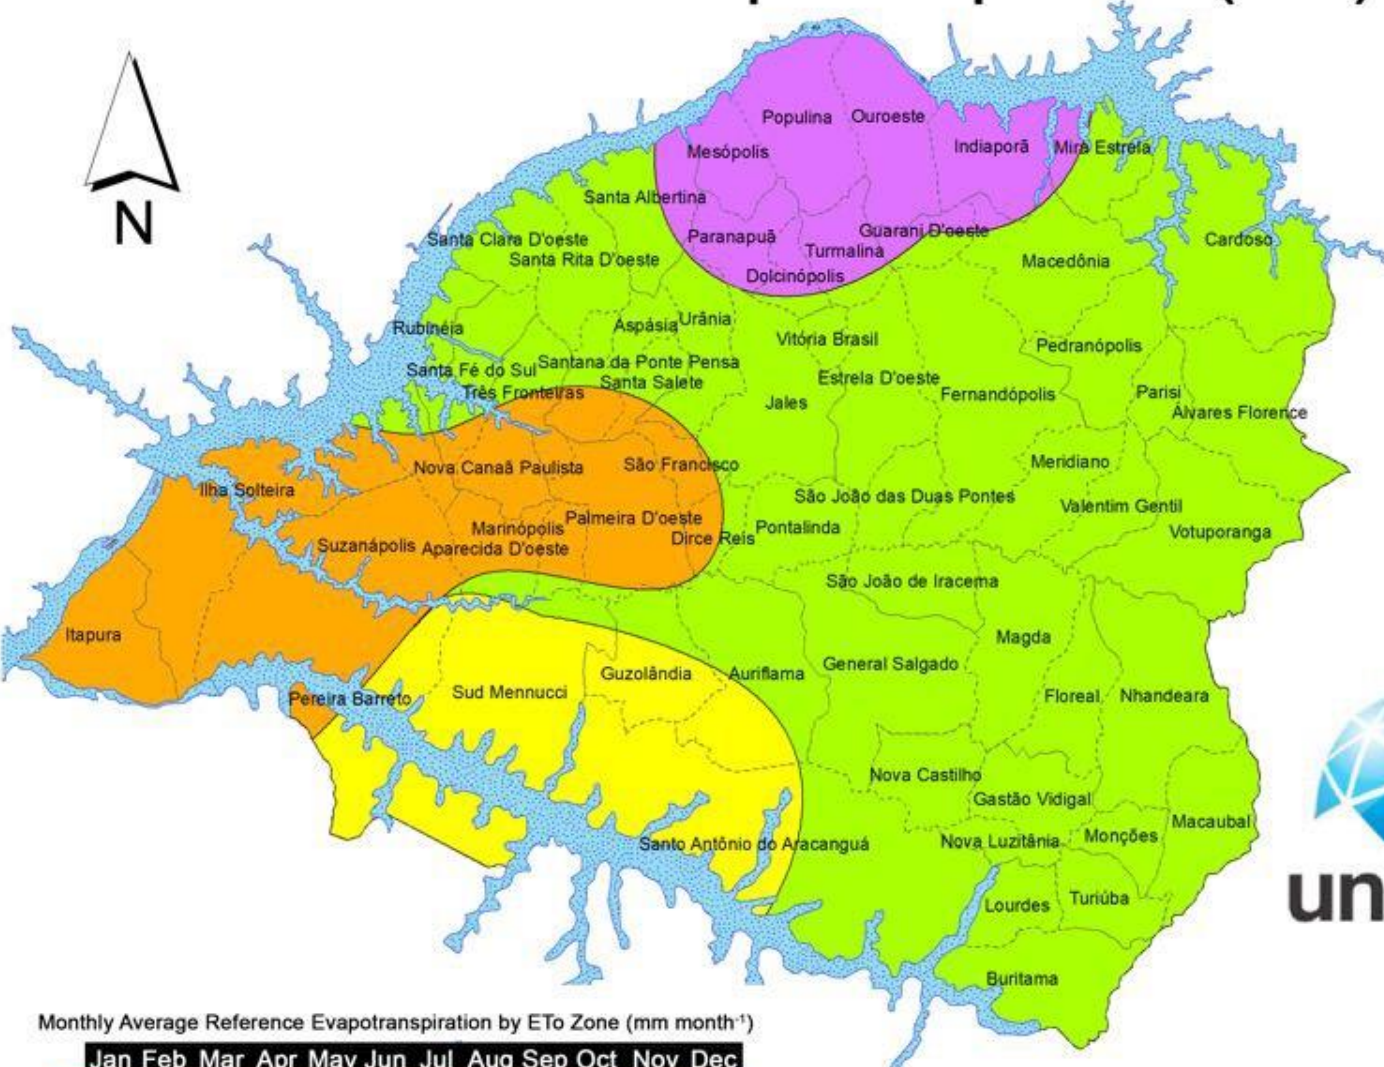 Populina
Ouroeste
Mesópolis
Indiaporã
Mira Estrela
Santa Albertina
Santa Clara D'oeste
Paranapuã
Guarani D'oeste
Cardoso
Santa Rita D'oeste
Turmalina
Macedônia
Dolcinópolis
Rubinéia
Aspásia
Urânia
Vitória Brasil
Pedranópolis
Santa Fé do Sul
Santana da Ponte Pensa
Santa Salete
Estrela D'oeste
Três Fronteiras
Jales
Fernandópolis
Parisi
Álvares Florence
Nova Canaã Paulista
São Francisco
Meridiano
Ilha Solteira
São João das Duas Pontes
Valentim Gentil
Marinópolis
Palmeira D'oeste
Pontalinda
Votuporanga
Suzanápolis
Aparecida D'oeste
Dirce Reis
São João de Iracema
Itapura
Magda
Guzolândia
Auriflama
General Salgado
Pereira Barreto
Sud Mennucci
Floreal
Nhandeara
Nova Castilho
Gastão Vidigal
Macaubal
Santo Antônio do Aracanguá
Nova Luzitânia
Monções
Lourdes
Turiúba
Buritama
N
un
Monthly Average Reference Evapotranspiration by ETo Zone (mm month-¹)
Jan Feb Mar Apr May Jun Jul Aug Sep Oct Nov Dec